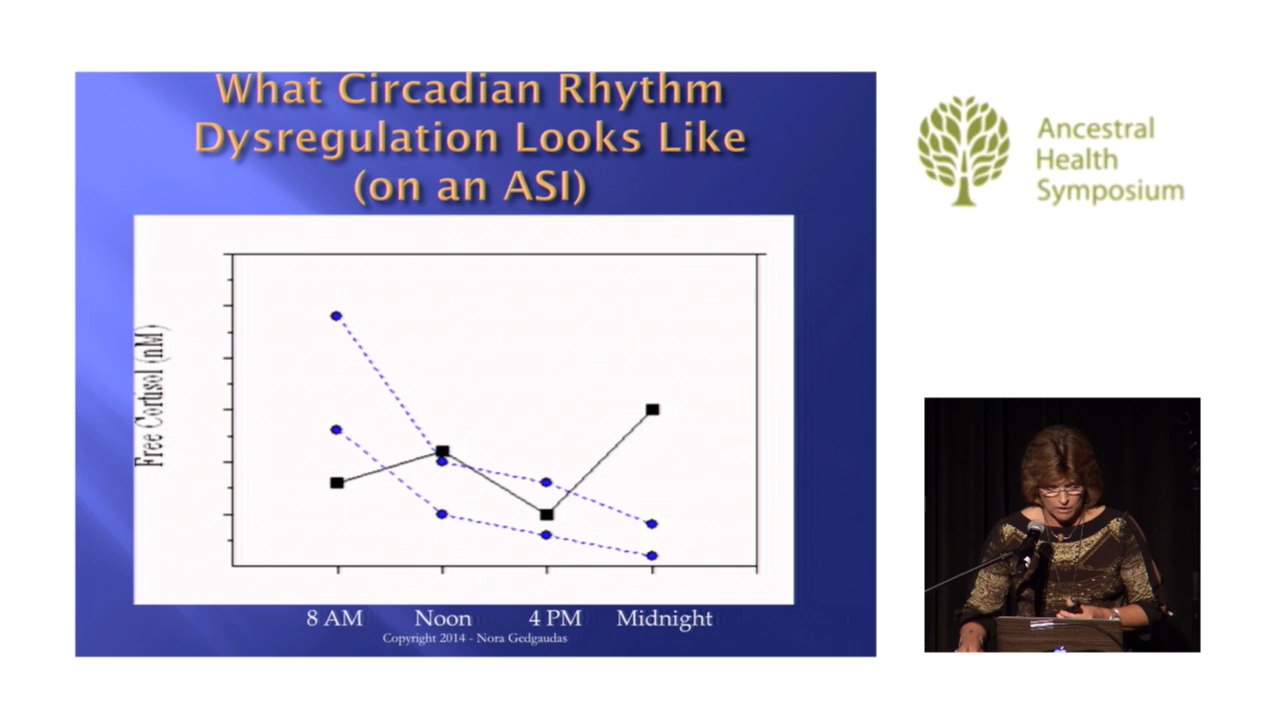 What Circadian Rhythm
Dysregulation Looks Like
(on an ASI)
Free Cortisol (nM)
8 AM Noon 4 PM Midnight
Copyright 2014 - Nora Gedgaudas
Ancestral
Health
Symposium